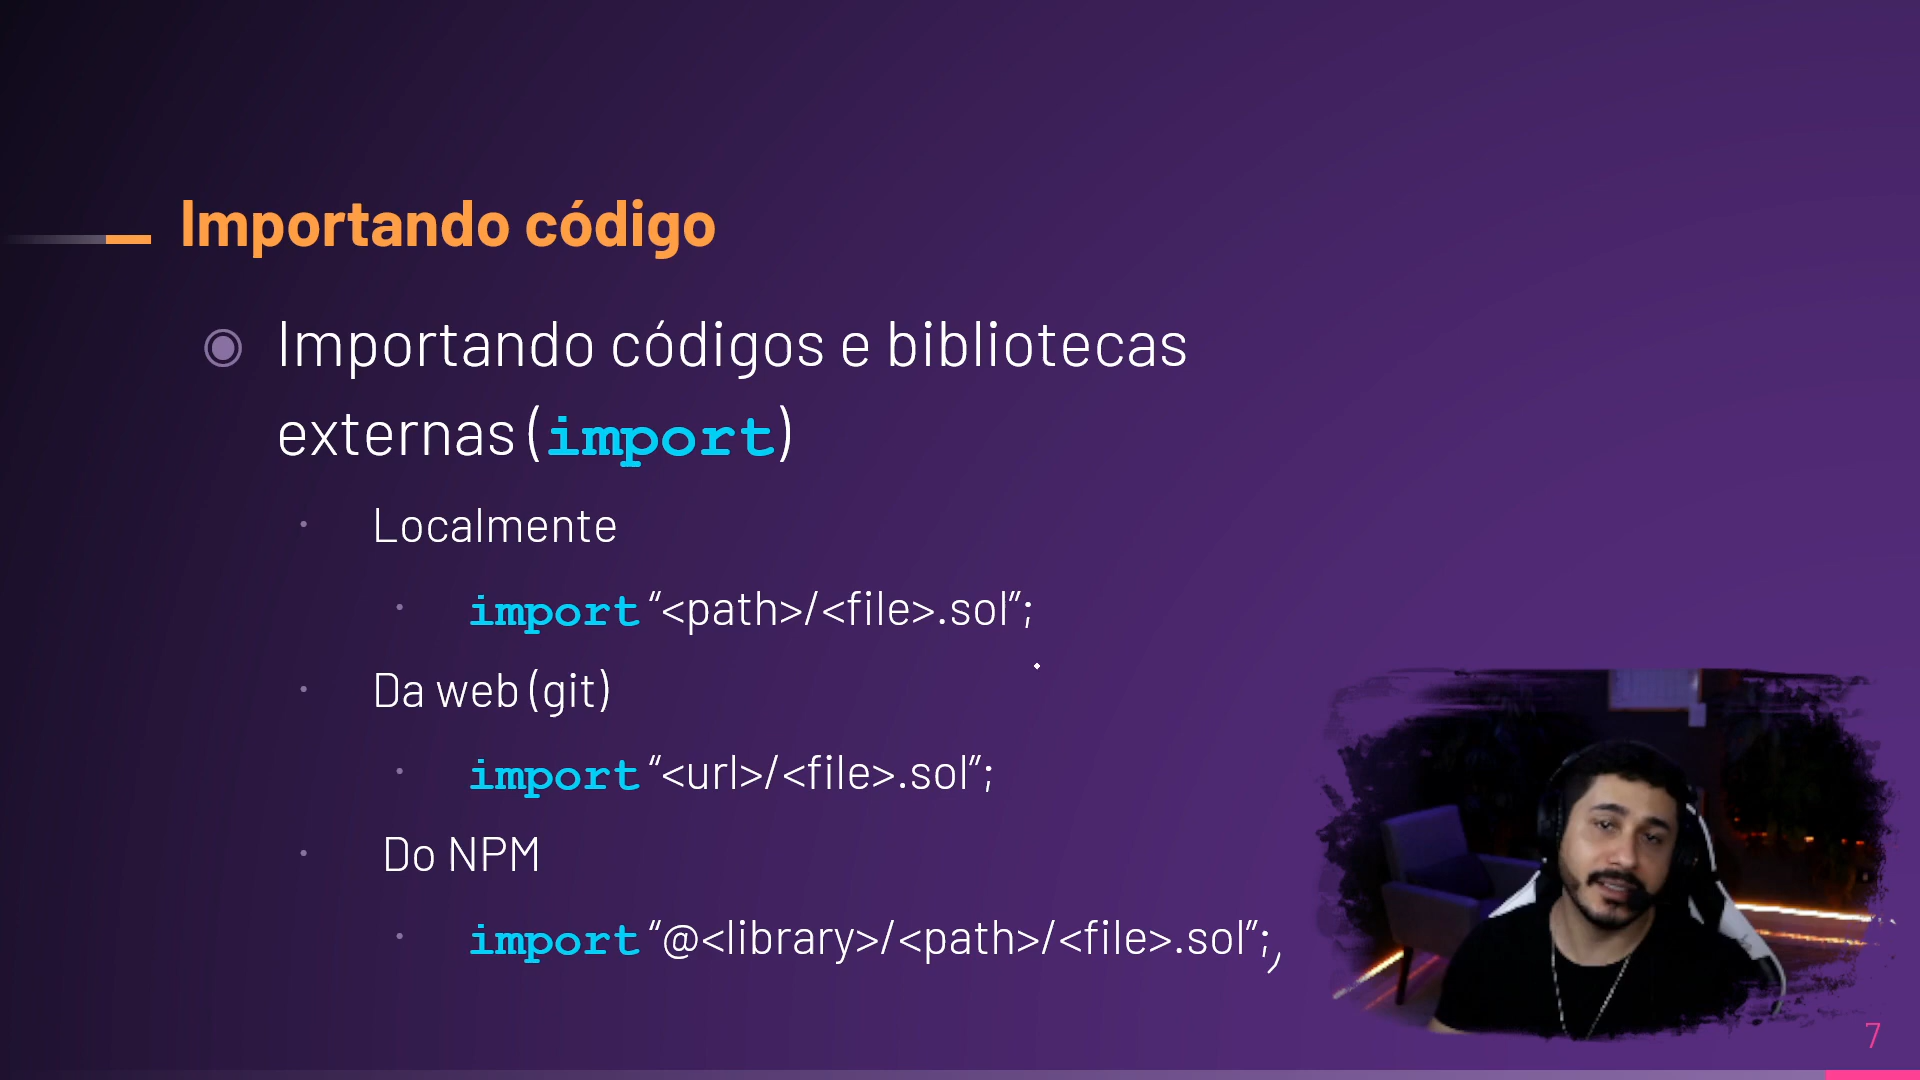 Importando código
Importando códigos e bibliotecas
externas (import)
Localmente
import “<path>/<file>.sol”;
Da web (git)
import “<url>/<file>.sol”;
Do NPM
import “@<library>/<path>/<file>.sol”;
7